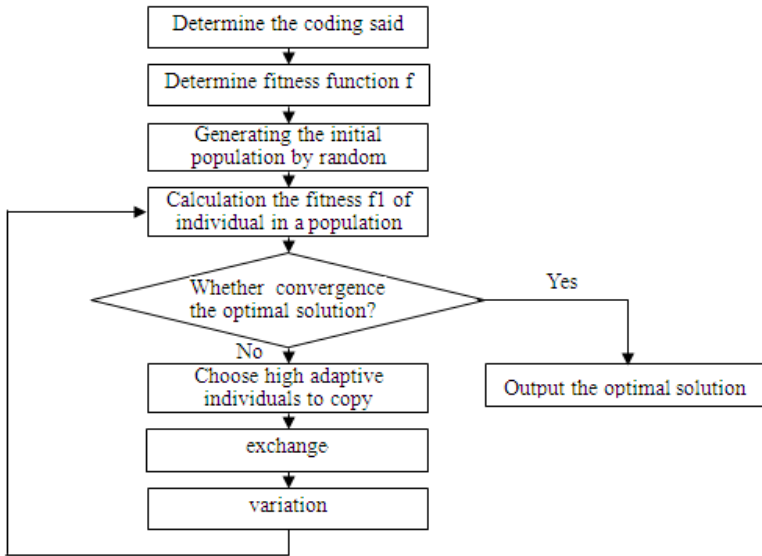 Determine the coding said
Determine fitness function f
Generating the initial
population by random
Calculation the fitness f1 of
individual in a population
Whether convergence
the optimal solution?
Yes
No
Choose high adaptive
individuals to copy
Output the optimal solution
exchange
variation